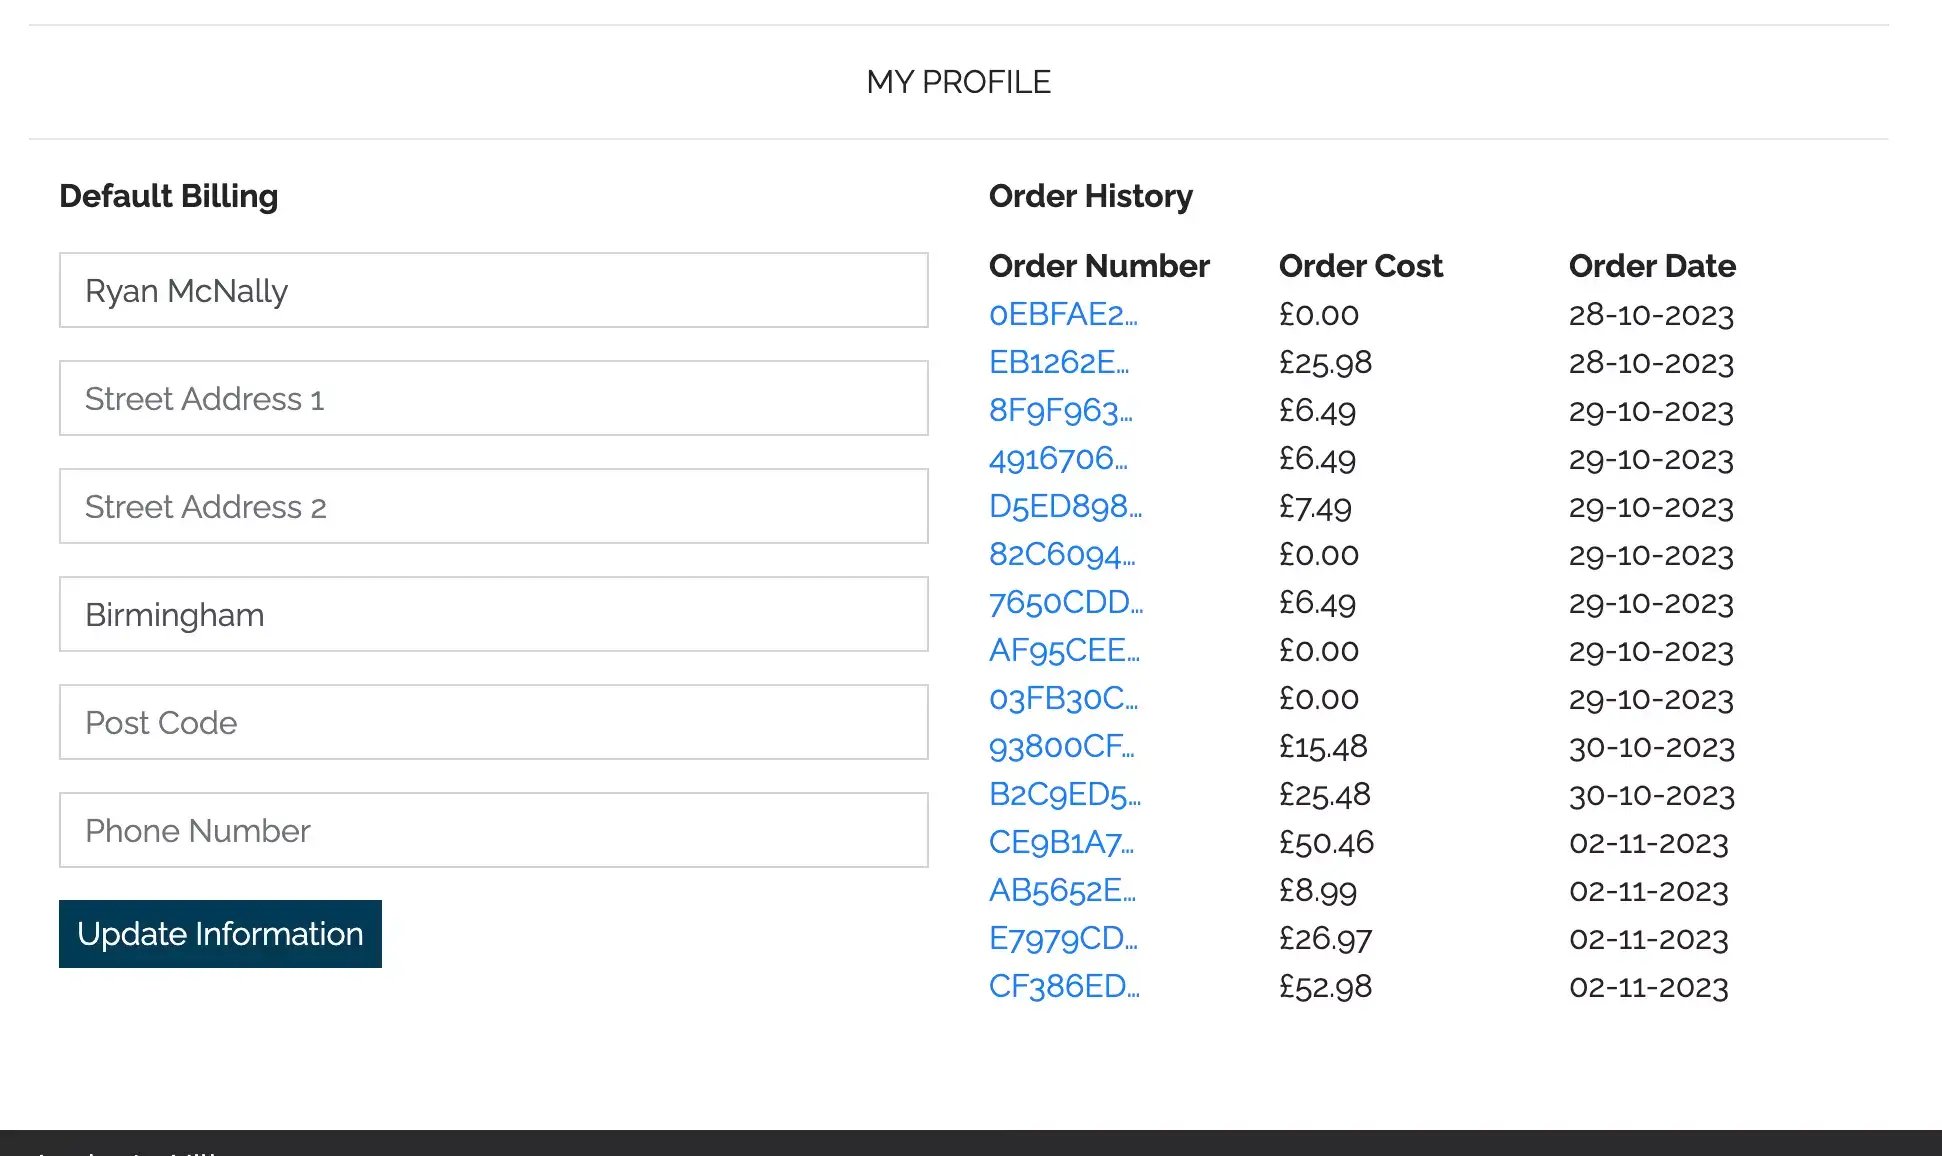 MY PROFILE
Default Billing
Ryan McNally
Street Address 1
Street Address 2
Birmingham
Post Code
Phone Number
Update Information
Order History
Order Number Order Cost Order Date
0EBFAE2... £0.00 28-10-2023
EB1262E... £25.98 28-10-2023
8F9F963... £6.49 29-10-2023
4916706... £6.49 29-10-2023
D5ED898... £7.49 29-10-2023
82C6094... £0.00 29-10-2023
7650CDD... £6.49 29-10-2023
AF95CEE... £0.00 29-10-2023
03FB30C... £0.00 29-10-2023
93800CF... £15.48 30-10-2023
B2C9ED5... £25.48 30-10-2023
CE9B1A7... £50.46 02-11-2023
AB5652E... £8.99 02-11-2023
E7979CD... £26.97 02-11-2023
CF386ED... £52.98 02-11-2023